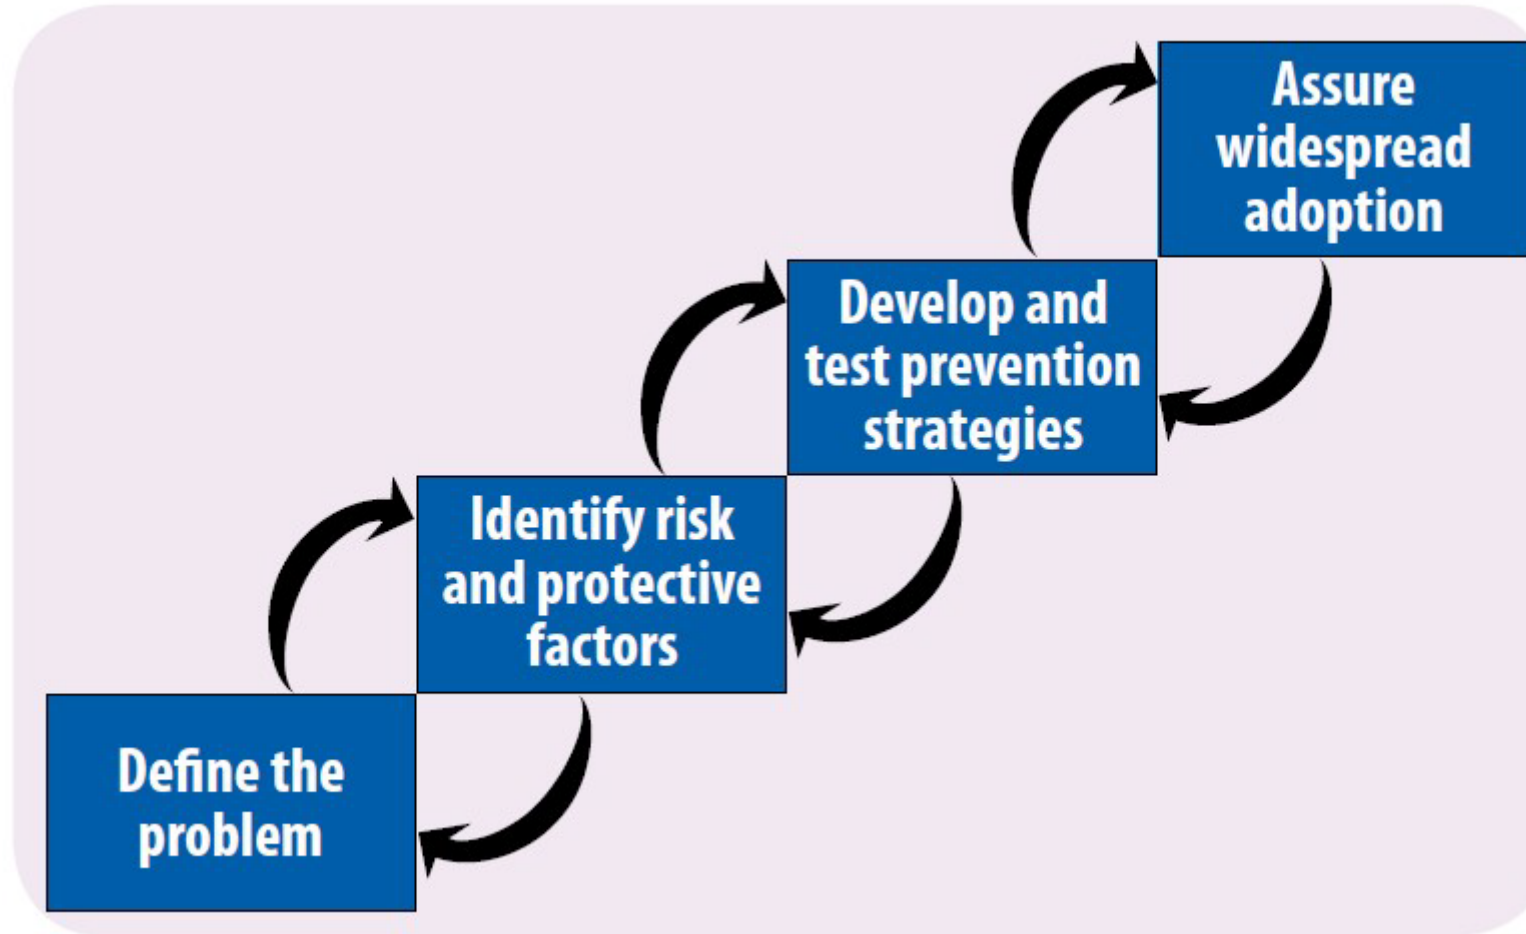 Assure
widespread
adoption
Develop and
test prevention
strategies
Identify risk
and protective
factors
Define the
problem